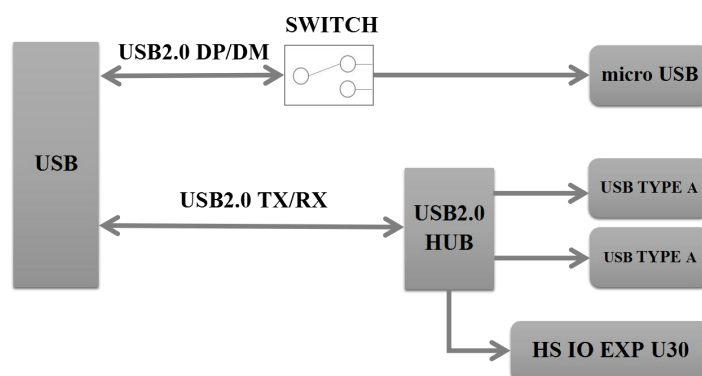 SWITCH
USB2.0 DP/DM
micro USB
USB
USB TYPE A
USB2.0 TX/RX
USB2.0
HUB
USB TYPE A
HS IO EXP U30